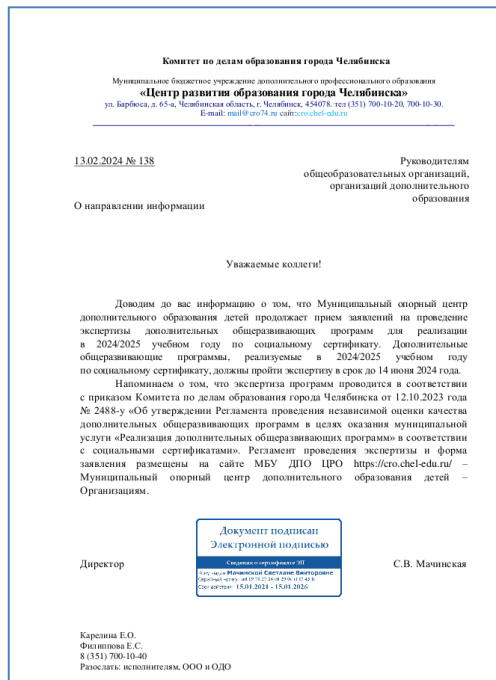 Комитет по делам образования города Челябинска
Муниципальное бюджетное учреждение дополнительного профессионального образования
«Центр развития образования города Челябинска»
ул. Барбюса, д. 65-а, Челябинская область, г. Челябинск, 454078. тел (351) 700-10-20, 700-10-30.
E-mail: mail@cro74.ru сайт:cro.chel-edu.ru
13.02.2024 № 138
Руководителям
общеобразовательных организаций,
организаций дополнительного
образования
О направлении информации
Уважаемые коллеги!
Доводим до вас информацию о том, что Муниципальный опорный центр
дополнительного образования детей продолжает прием заявлений на проведение
экспертизы дополнительных общеразвивающих программ для реализации
в 2024/2025 учебном году по социальному сертификату. Дополнительные
общеразвивающие программы, реализуемые в 2024/2025 учебном году
по социальному сертификату, должны пройти экспертизу в срок до 14 июня 2024 года.
Напоминаем о том, что экспертиза программ проводится в соответствии
с приказом Комитета по делам образования города Челябинска от 12.10.2023 года
№ 2488-у «Об утверждении Регламента проведения независимой оценки качества
дополнительных общеразвивающих программ в целях оказания муниципальной
услуги «Реализация дополнительных общеразвивающих программ» в соответствии
с социальными сертификатами». Регламент проведения экспертизы и форма
заявления размещены на сайте МБУ ДПО ЦРО https://cro.chel-edu.ru/ –
Муниципальный опорный центр дополнительного образования детей –
Организациям.
Документ подписан
Электронной подписью
Сведения о сертификате ЭП
Мачинской Светлане Викторовне
15.01.2021 - 15.01.2026
Директор
С.В. Мачинская
Карелина Е.О.
Филиппова Е.С.
8 (351) 700-10-40
Разослать: исполнителям, ООО и ОДО